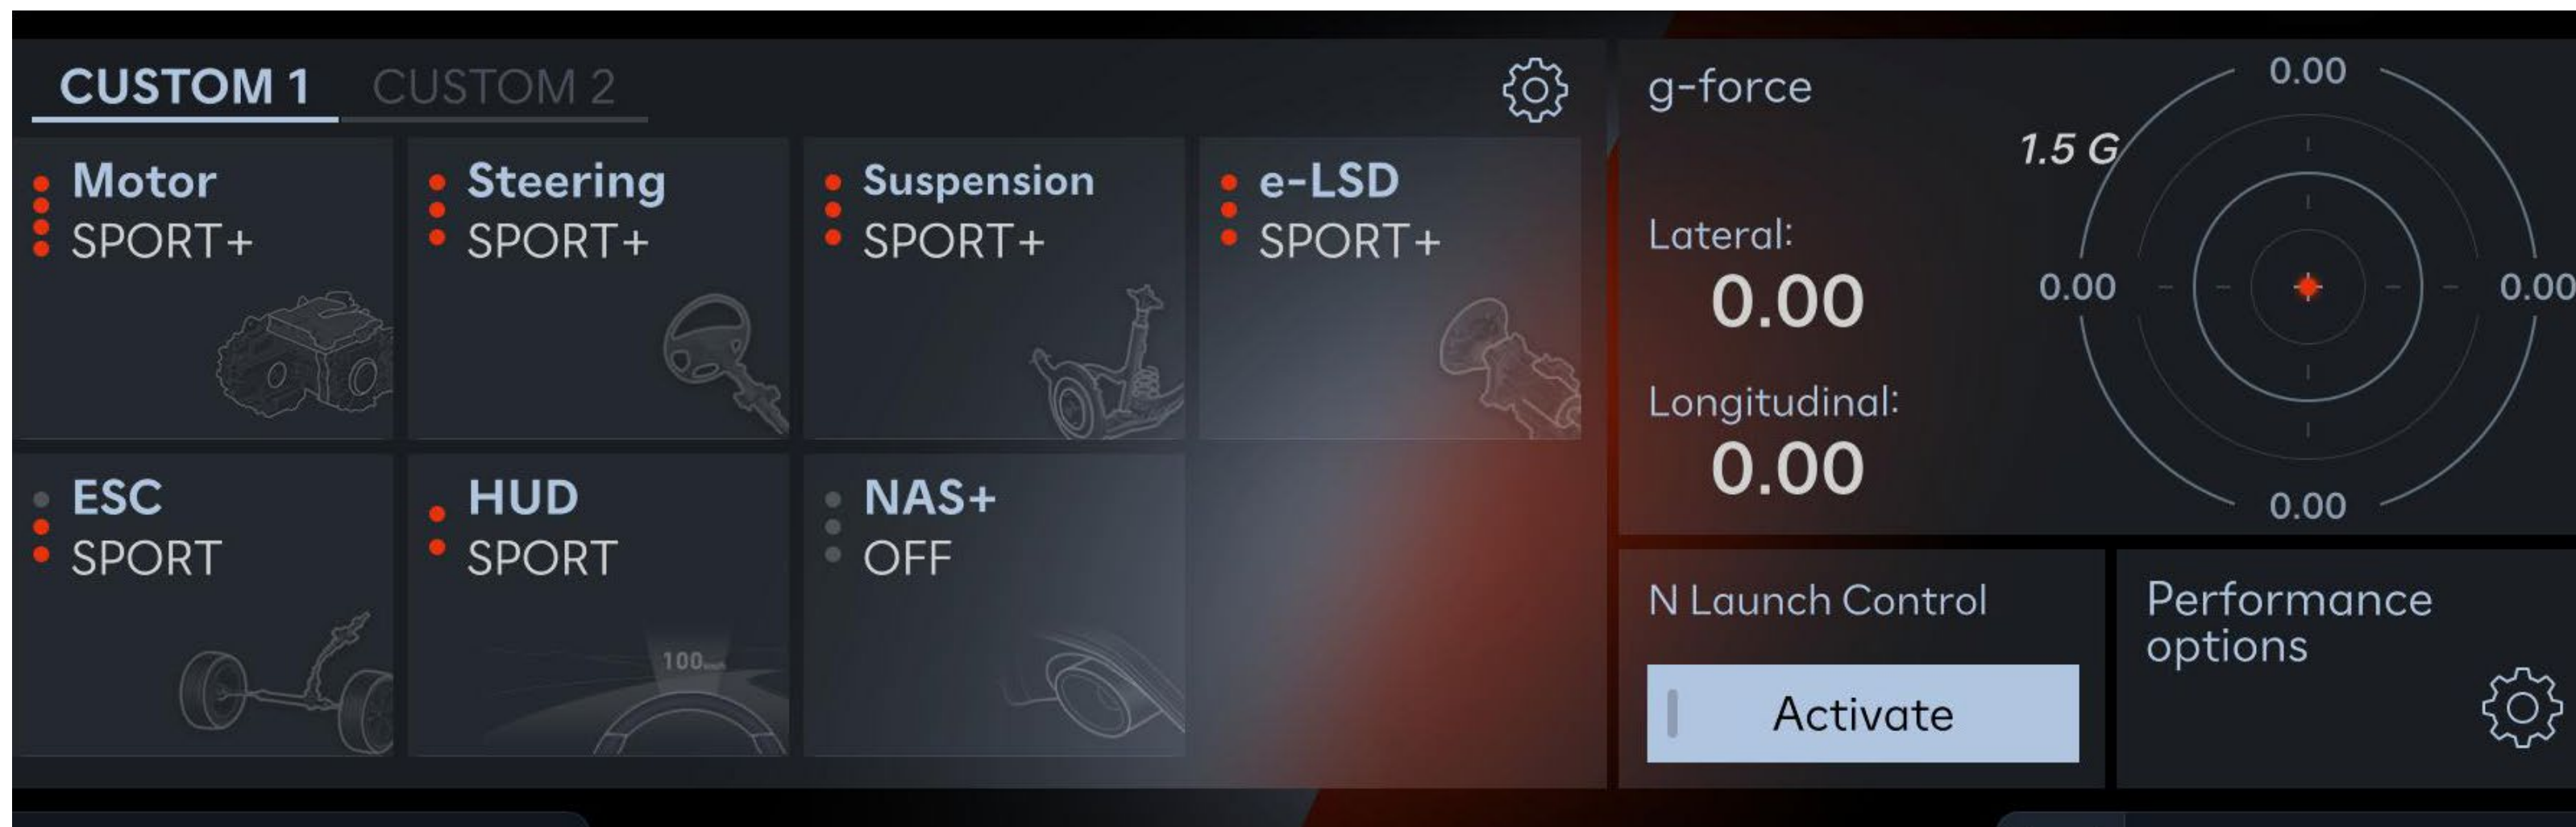 CUSTOM 1 CUSTOM 2
Motor
SPORT+
Steering
SPORT+
Suspension
SPORT+
e-LSD
SPORT+
ESC
SPORT
HUD
SPORT
100
NAS+
OFF
g-force
1.5 G
0.00
Lateral:
0.00
0.00
0.00
Longitudinal:
0.00
0.00
N Launch Control
Activate
Performance
options